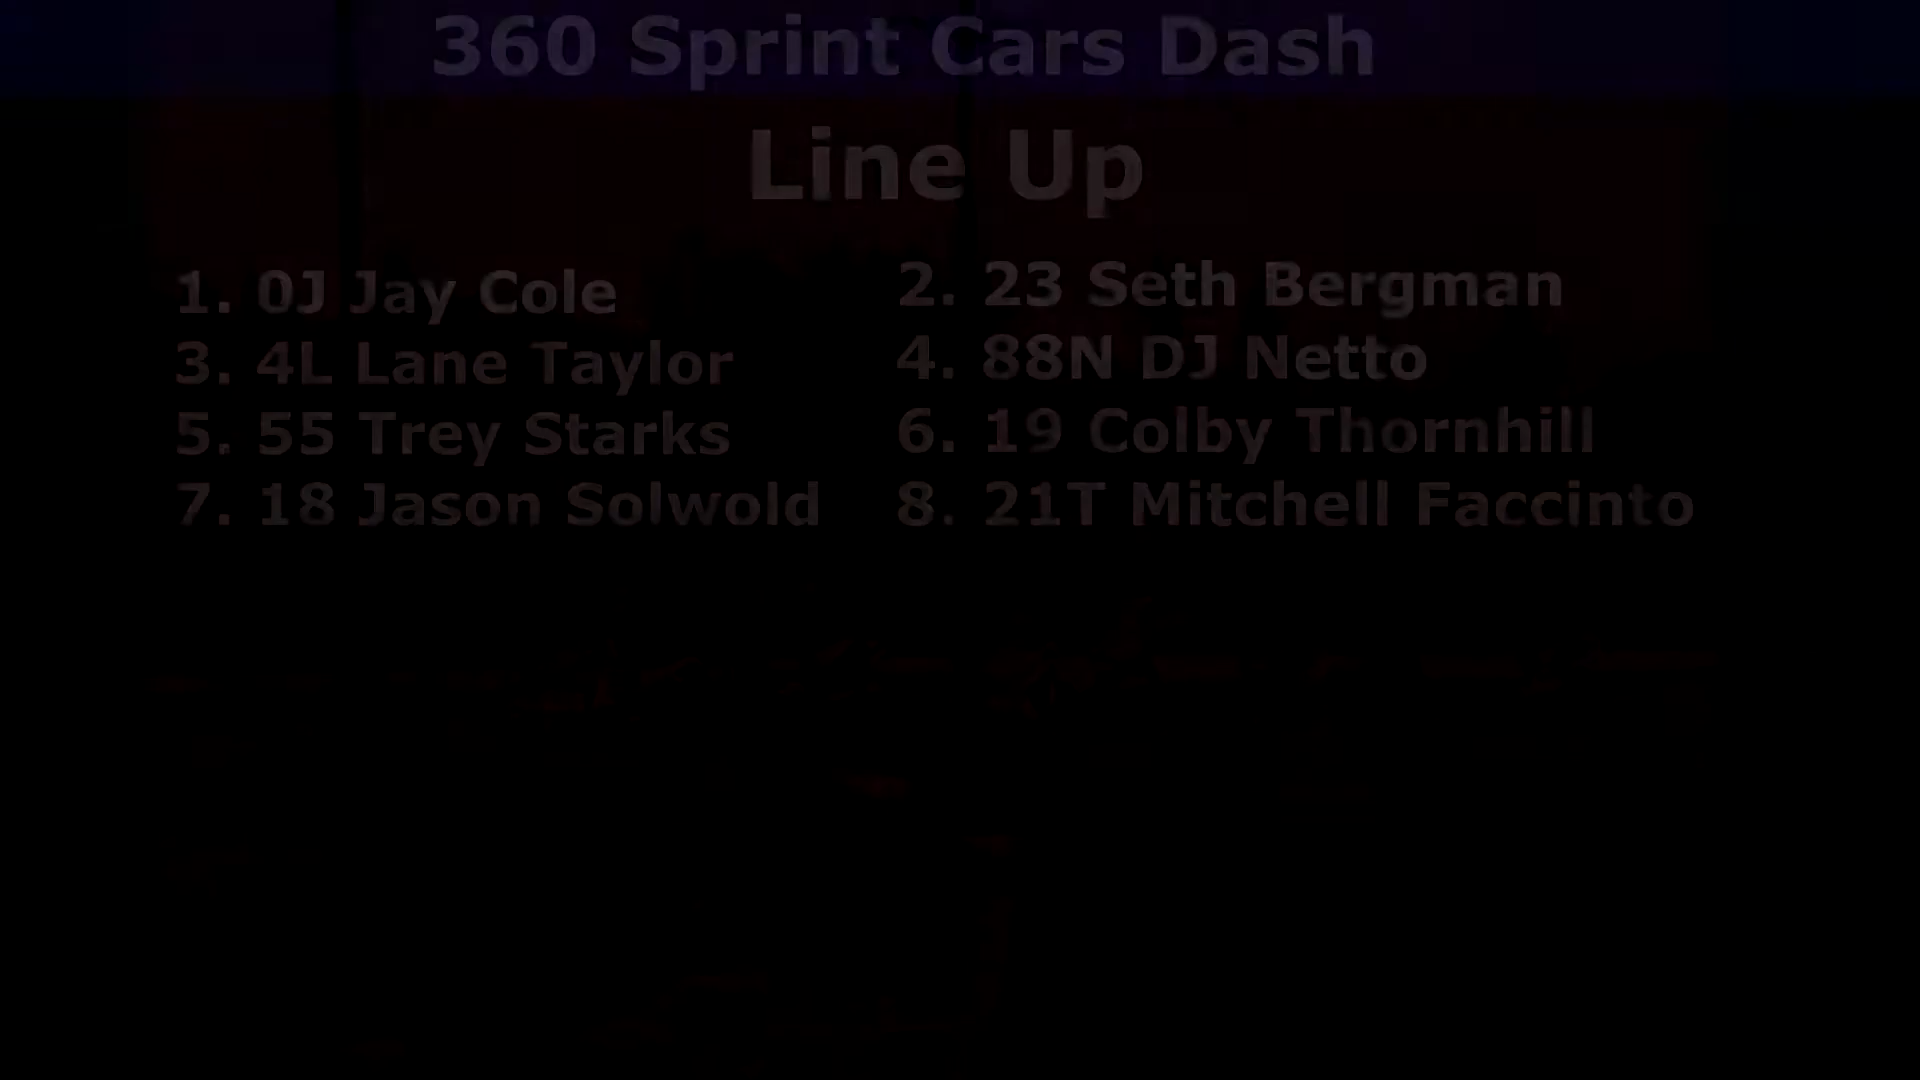 360 Sprint Cars Dash
Line Up
1. 0J Jay Cole
2. 23 Seth Bergman
3. 4L Lane Taylor
4. 88N DJ Netto
5. 55 Trey Starks
6. 19 Colby Thornhill
7. 18 Jason Solwold
8. 21T Mitchell Faccinto